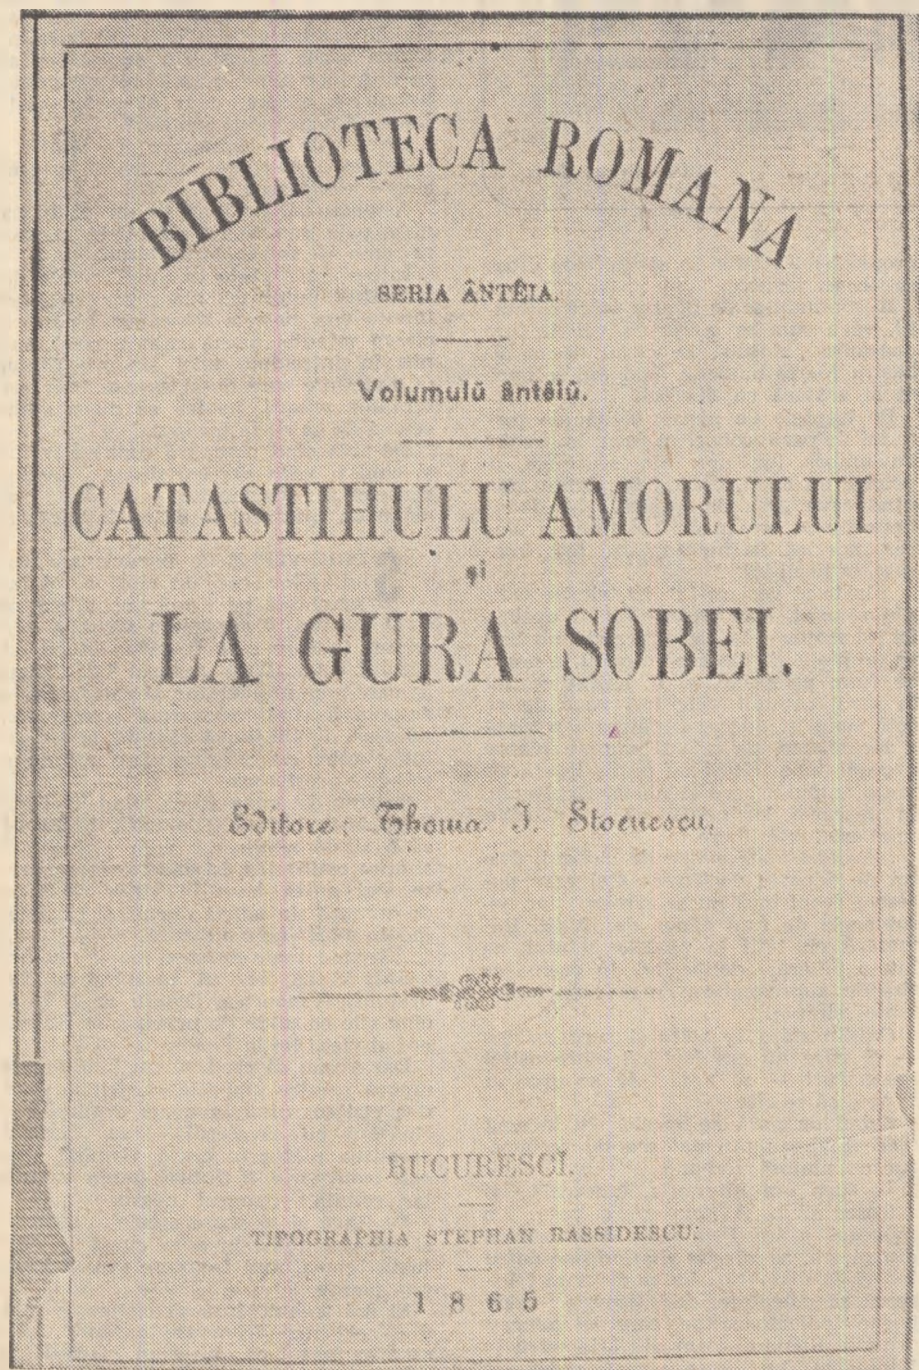 BIBLIOTECA ROMANA
SERIA ÂNTÊIA.
Volumulŭ ântêiŭ.
CATASTIHULU AMORULUI
și
LA GURA SOBEI.
Editore: Thoma I. Stoenescu.
BUCURESCI.
TIPOGRAPHIA STEPHAN RASSIDESCU.
1865